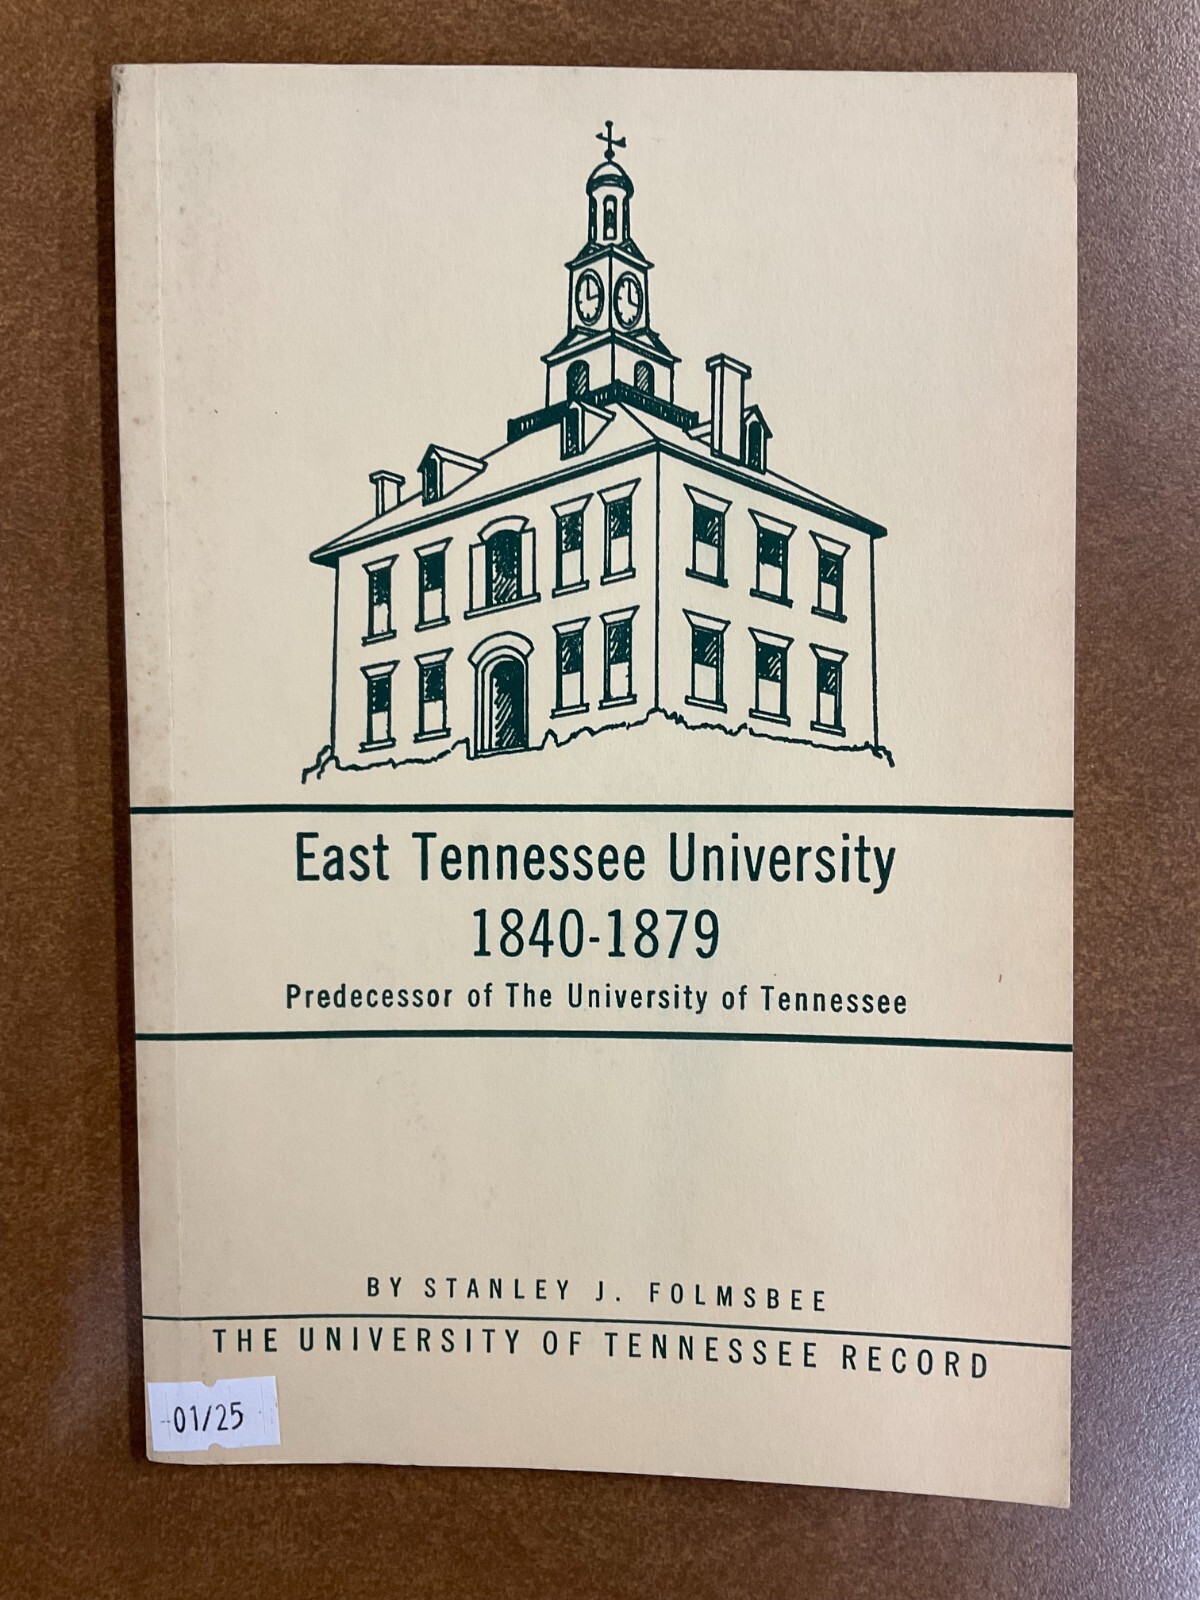 East Tennessee University
1840-1879
Predecessor of The University of Tennessee
BY STANLEY J. FOLMSBEE
THE UNIVERSITY OF TENNESSEE RECORD
01/25